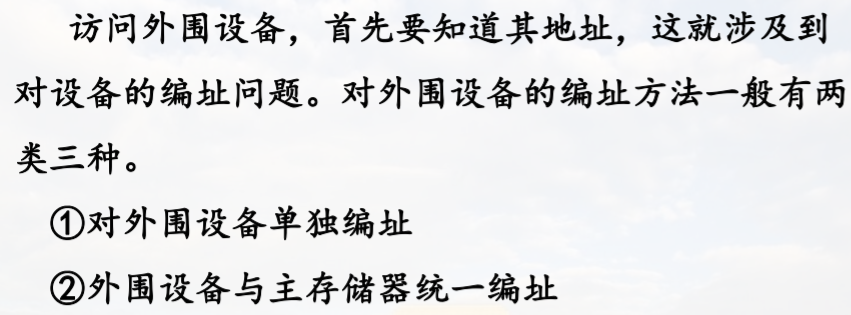 访问外围设备，首先要知道其地址，这就涉及到
对设备的编址问题。对外围设备的编址方法一般有两
类三种。
①对外围设备单独编址
②外围设备与主存储器统一编址